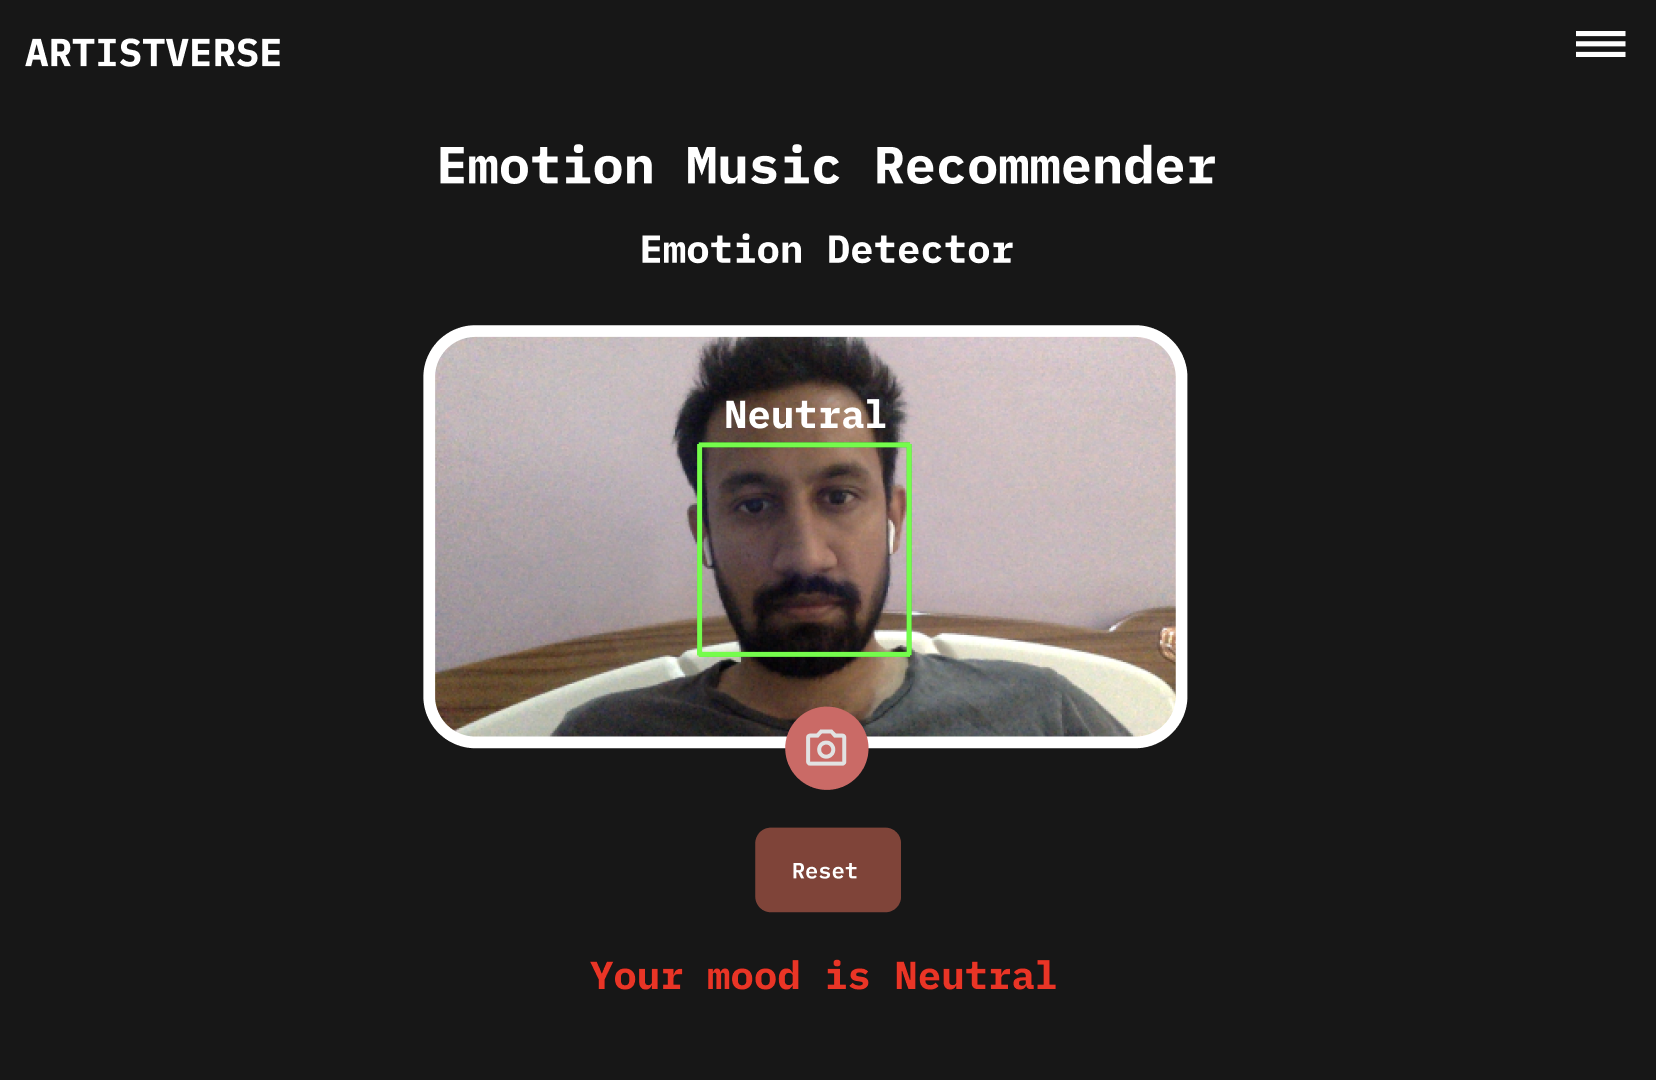 ARTISTVERSE
Emotion Music Recommender
Emotion Detector
Neutral
Reset
Your mood is Neutral